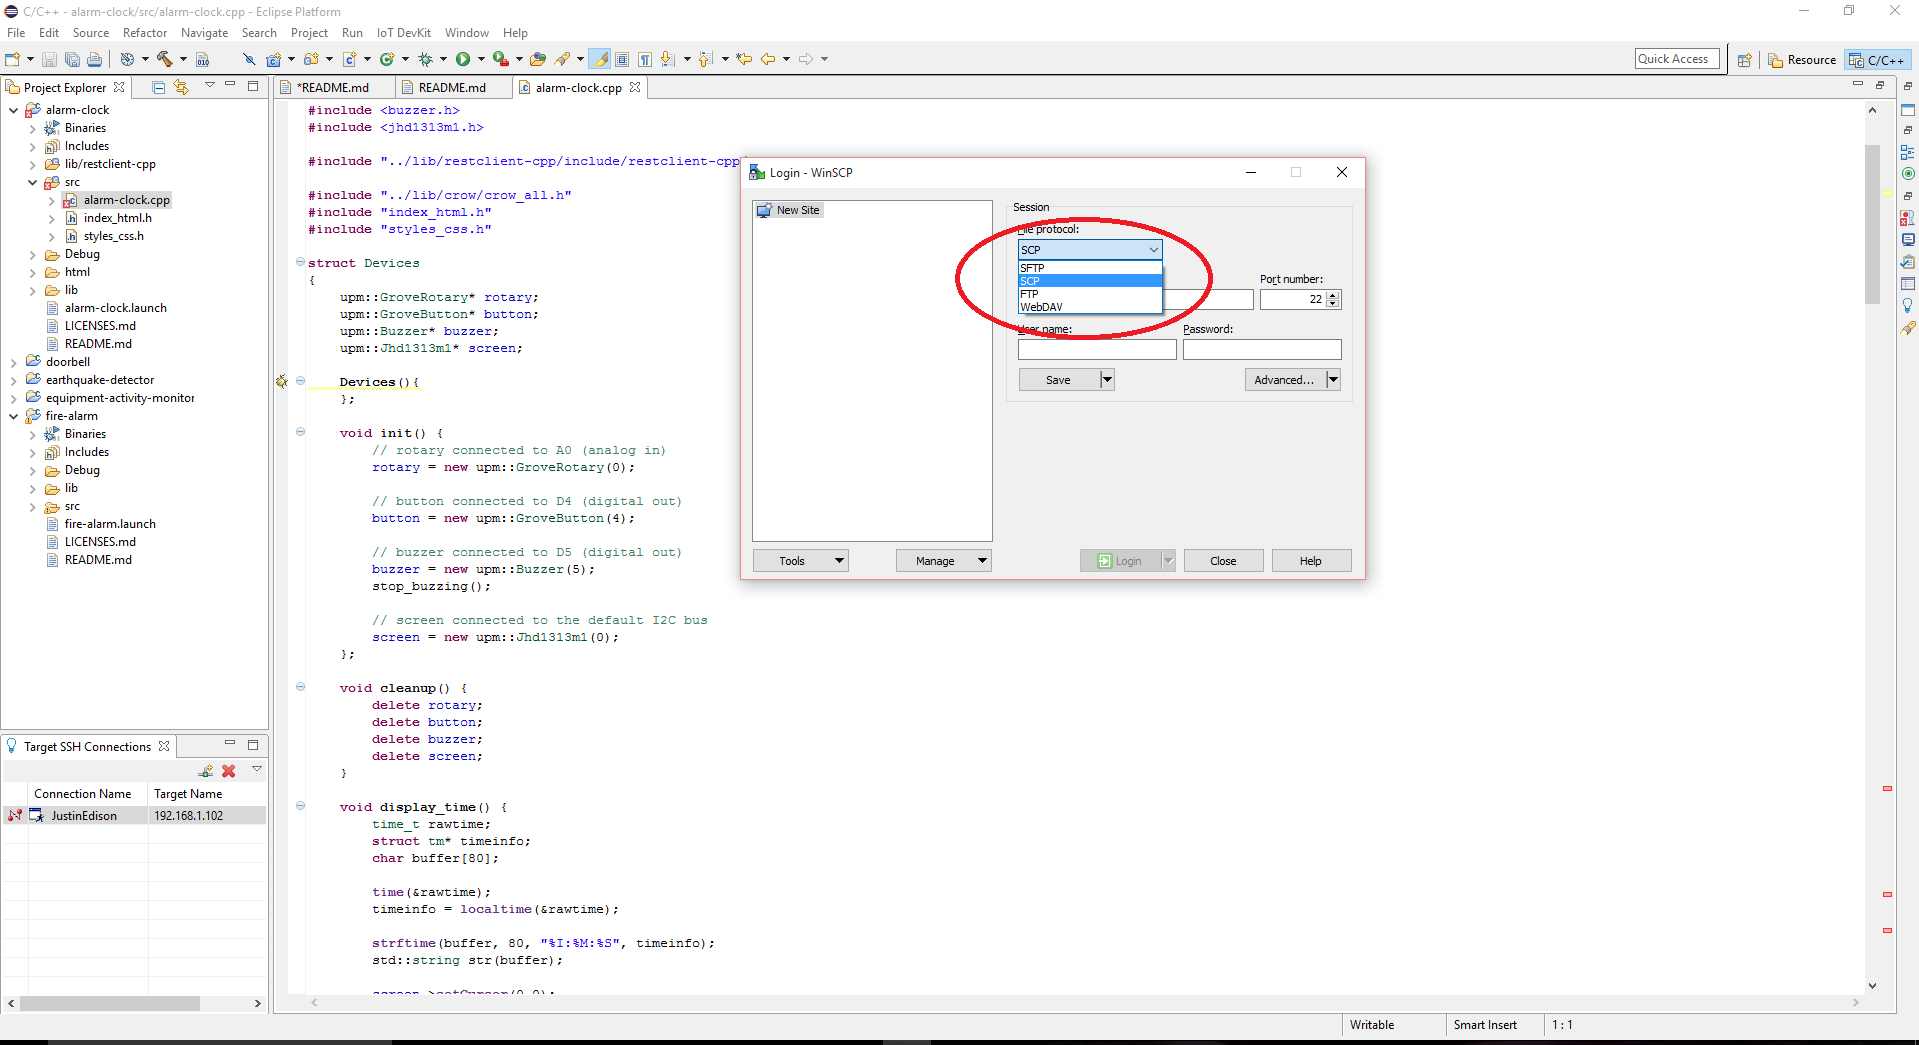 C/C++ - alarm-clock/src/alarm-clock.cpp - Eclipse Platform
File Edit Source Refactor Navigate Search Project Run IoT DevKit Window Help
Quick Access
Resource
C/C++
Project Explorer
alarm-clock
Binaries
Includes
lib/restclient-cpp
src
alarm-clock.cpp
index_html.h
styles_css.h
Debug
html
lib
alarm-clock.launch
LICENSES.md
README.md
doorbell
earthquake-detector
equipment-activity-monitor
fire-alarm
Binaries
Includes
Debug
lib
src
fire-alarm.launch
LICENSES.md
README.md
Target SSH Connections
Connection Name Target Name
JustinEdison 192.168.1.102
*README.md README.md alarm-clock.cpp
#include <buzzer.h>
#include <jhd1313m1.h>
#include "../lib/restclient-cpp/include/restclient-cpp
#include "../lib/crow/crow_all.h"
#include "index_html.h"
#include "styles_css.h"
struct Devices
{
upm::GroveRotary* rotary;
upm::GroveButton* button;
upm::Buzzer* buzzer;
upm::Jhd1313m1* screen;
Devices(){
};
void init() {
// rotary connected to A0 (analog in)
rotary = new upm::GroveRotary(0);
// button connected to D4 (digital out)
button = new upm::GroveButton(4);
// buzzer connected to D5 (digital out)
buzzer = new upm::Buzzer(5);
stop_buzzing();
// screen connected to the default I2C bus
screen = new upm::Jhd1313m1(0);
};
void cleanup() {
delete rotary;
delete button;
delete buzzer;
delete screen;
}
void display_time() {
time_t rawtime;
struct tm* timeinfo;
char buffer[80];
time(&rawtime);
timeinfo = localtime(&rawtime);
strftime(buffer, 80, "%I:%M:%S", timeinfo);
std::string str(buffer);
screen->setCursor(0,0);
Login - WinSCP
New Site
Session
File protocol:
SCP
SFTP
SCP
FTP
WebDAV
Port number:
22
User name: Password:
Save Advanced...
Tools Manage Login Close Help
Writable Smart Insert 1 : 1